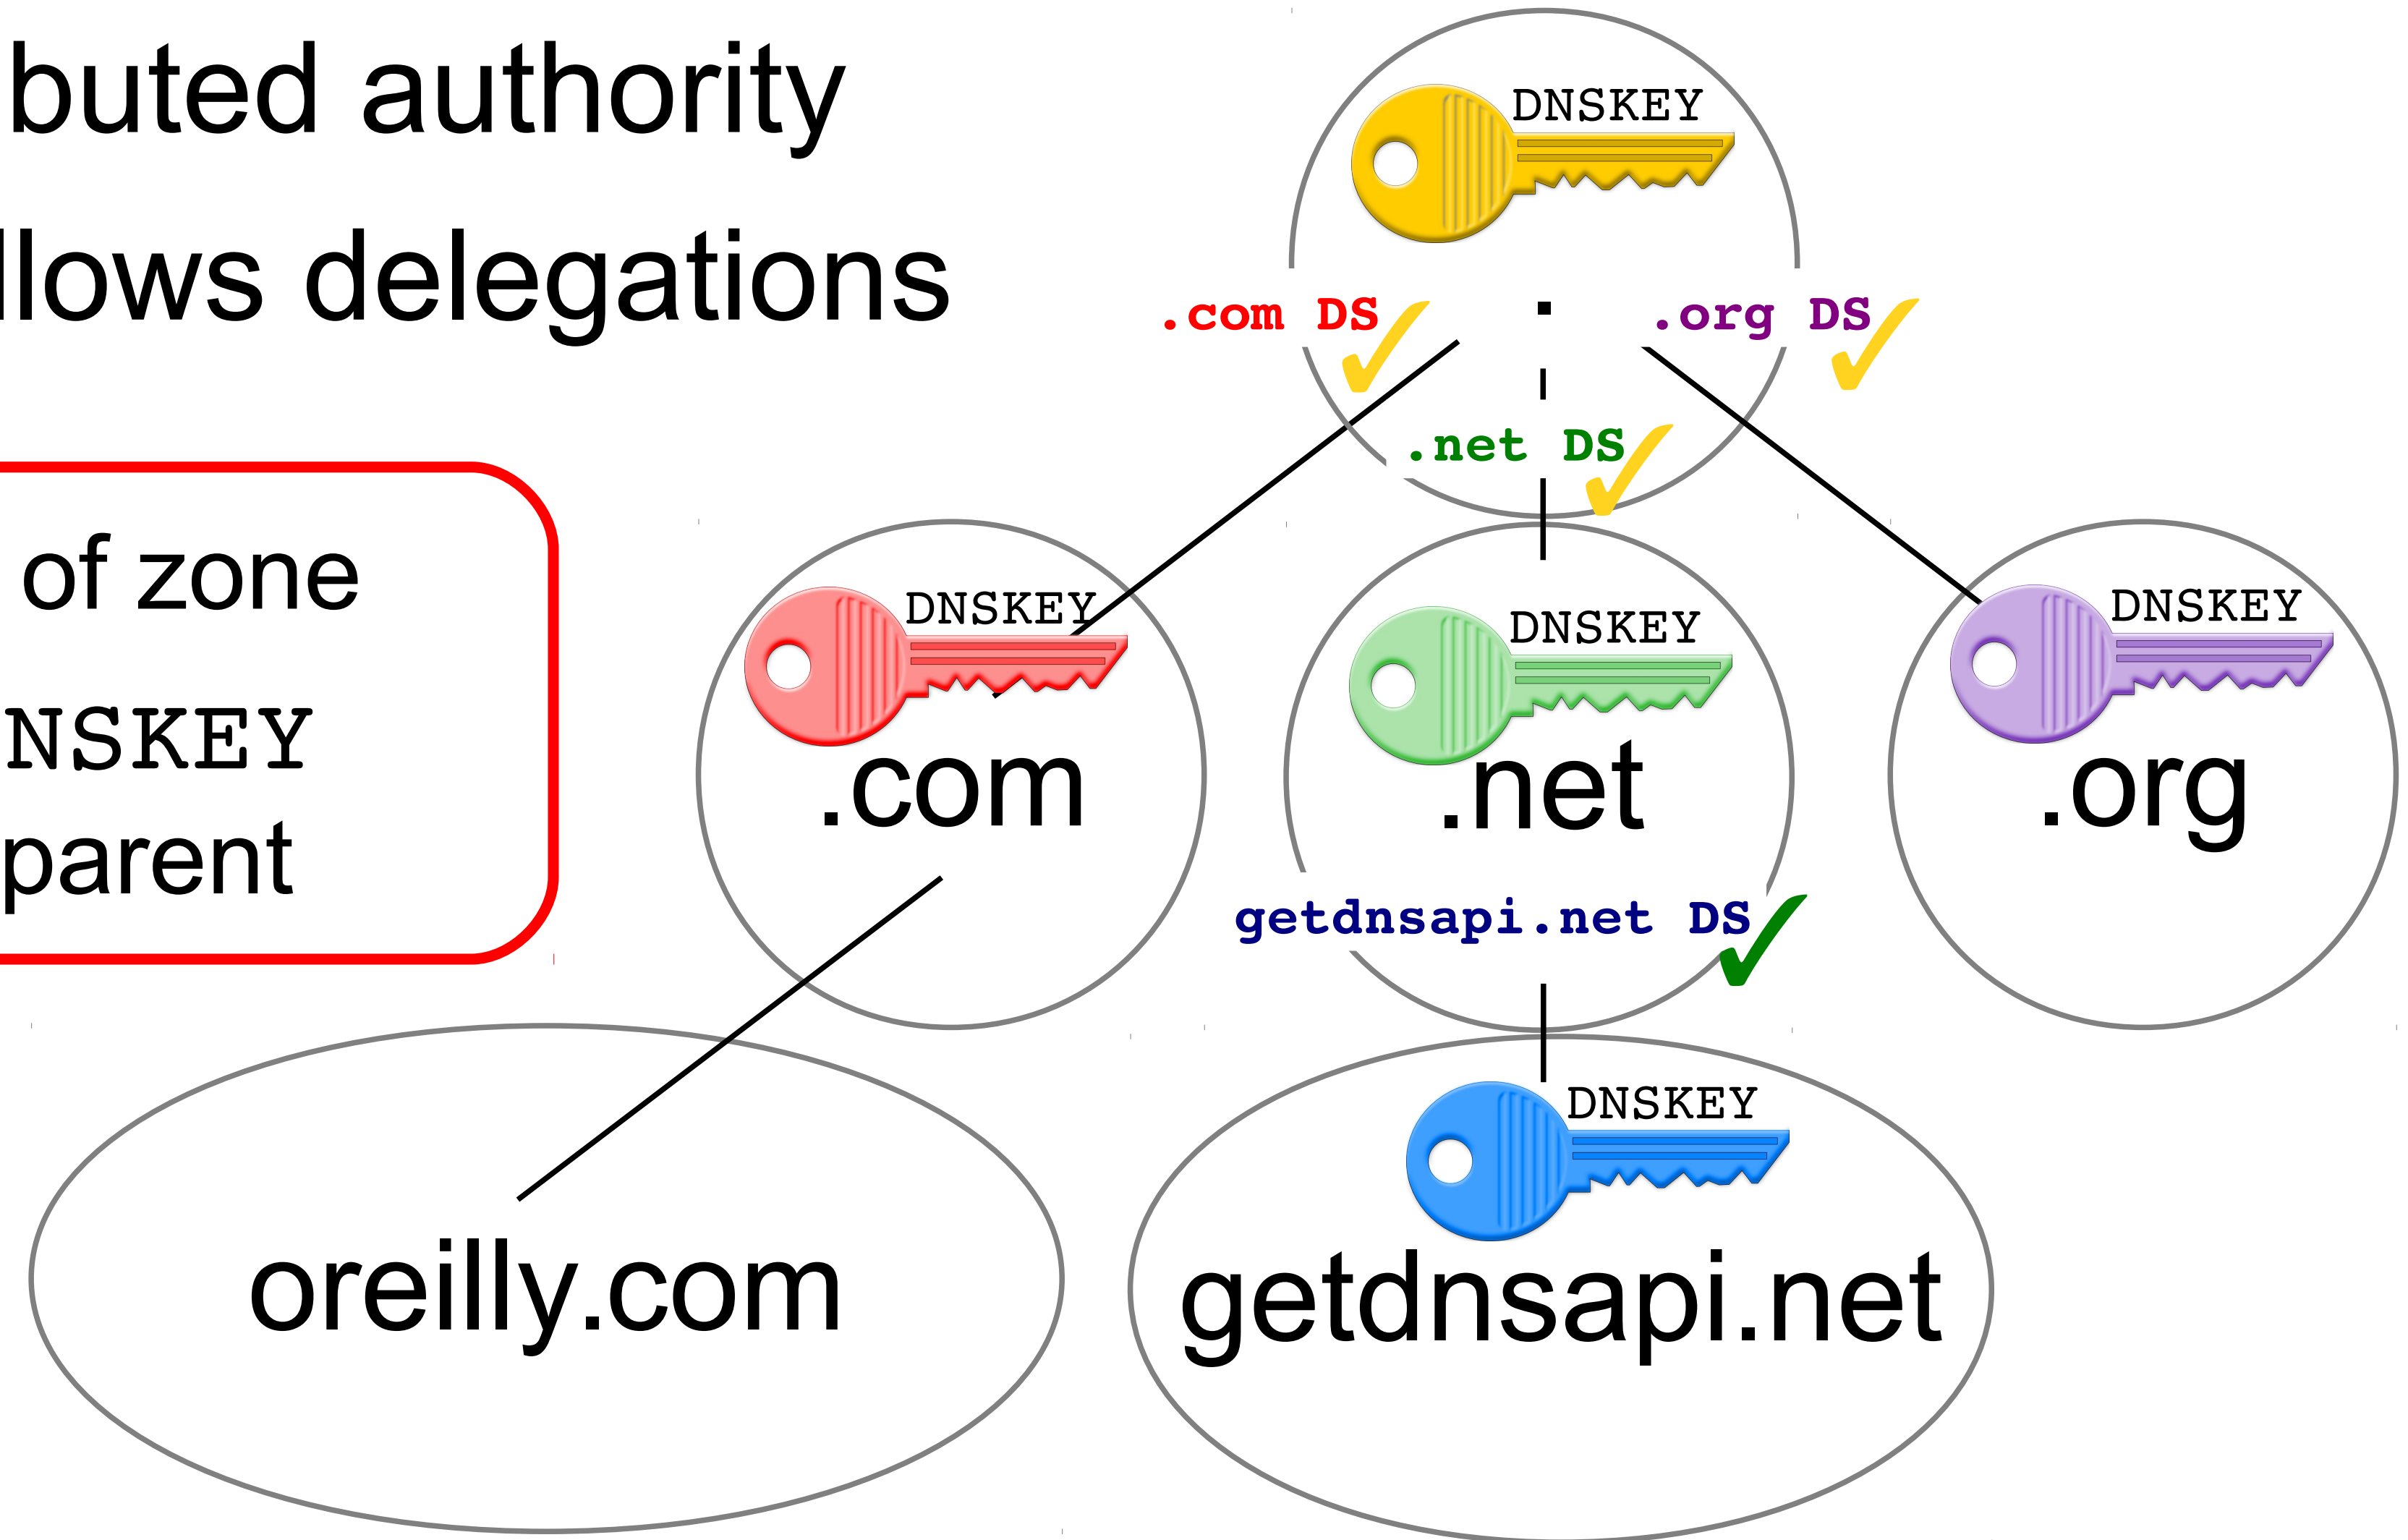 buted authority
llows delegations
of zone
NSKEY
parent
DNSKEY
.com DS
.
.org DS
.net DS
DNSKEY
.com
DNSKEY
.net
DNSKEY
.org
getdnsapi.net DS
oreilly.com
DNSKEY
getdnsapi.net